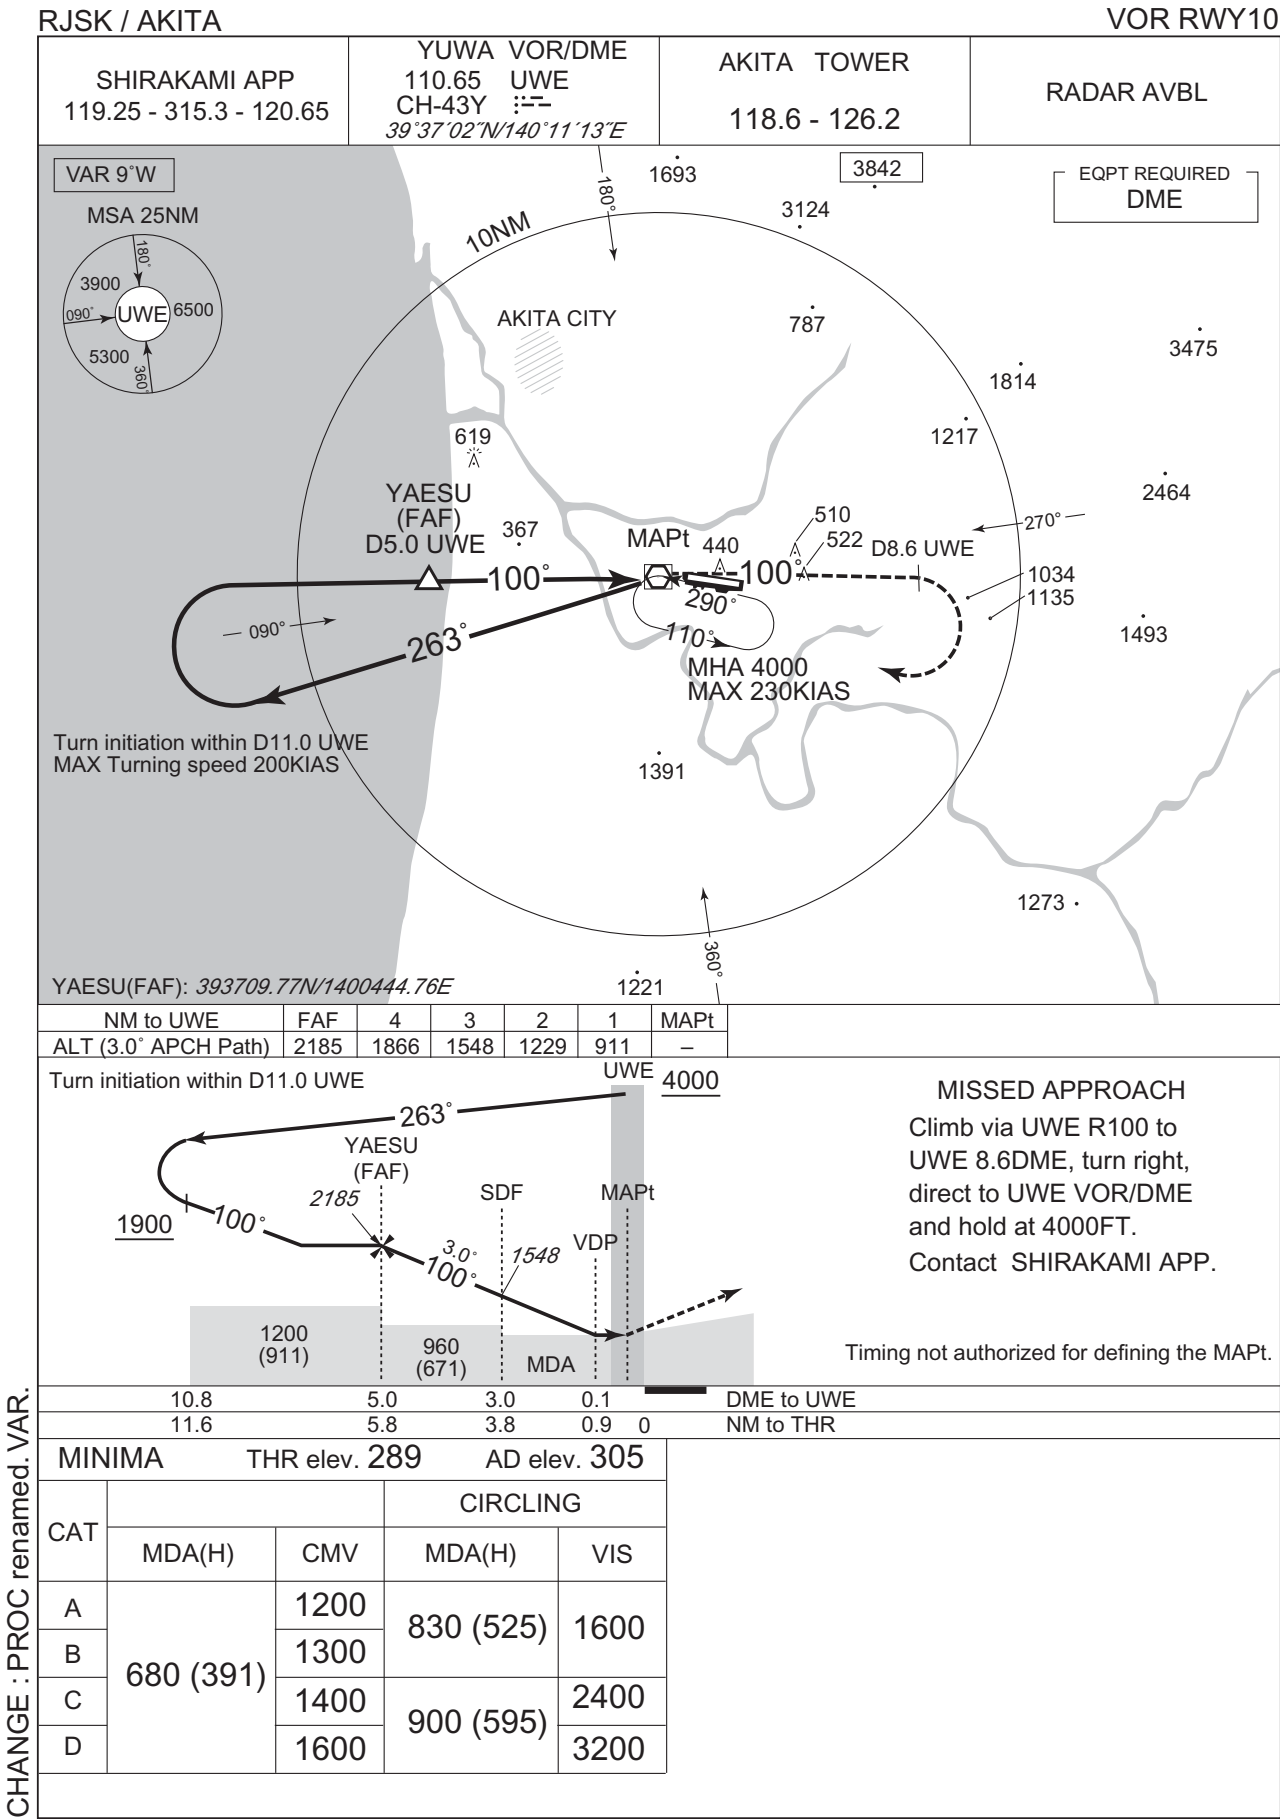 RJSK / AKITA
VOR RWY10
SHIRAKAMI APP
119.25 - 315.3 - 120.65
YUWA VOR/DME
110.65 UWE
CH-43Y
39°37´02˝N/140°11´13˝E
AKITA TOWER
118.6 - 126.2
RADAR AVBL
VAR 9°W
MSA 25NM
180°
3900
090°
UWE
6500
5300
360°
180°
1693
3842
EQPT REQUIRED
DME
3124
10NM
AKITA CITY
787
3475
1814
1217
619
2464
YAESU
(FAF)
D5.0 UWE
367
MAPt
440
510
522
D8.6 UWE
270°
100°
100°
1034
1135
290°
090°
263°
110°
1493
MHA 4000
MAX 230KIAS
Turn initiation within D11.0 UWE
MAX Turning speed 200KIAS
1391
1273
360°
YAESU(FAF): 393709.77N/1400444.76E
1221
NM to UWE FAF 4 3 2 1 MAPt
ALT (3.0° APCH Path) 2185 1866 1548 1229 911 –
Turn initiation within D11.0 UWE
UWE
4000
263°
YAESU
(FAF)
2185
SDF
MAPt
1900
100°
VDP
3.0°
100°
1548
1200
(911)
960
(671)
MDA
MISSED APPROACH
Climb via UWE R100 to
UWE 8.6DME, turn right,
direct to UWE VOR/DME
and hold at 4000FT.
Contact SHIRAKAMI APP.
Timing not authorized for defining the MAPt.
10.8 5.0 3.0 0.1 DME to UWE
11.6 5.8 3.8 0.9 0 NM to THR
MINIMA THR elev. 289 AD elev. 305
CAT
CIRCLING
MDA(H) CMV MDA(H) VIS
A 1200
830 (525) 1600
B 1300
680 (391)
C 1400 2400
900 (595)
D 1600 3200
CHANGE : PROC renamed. VAR.